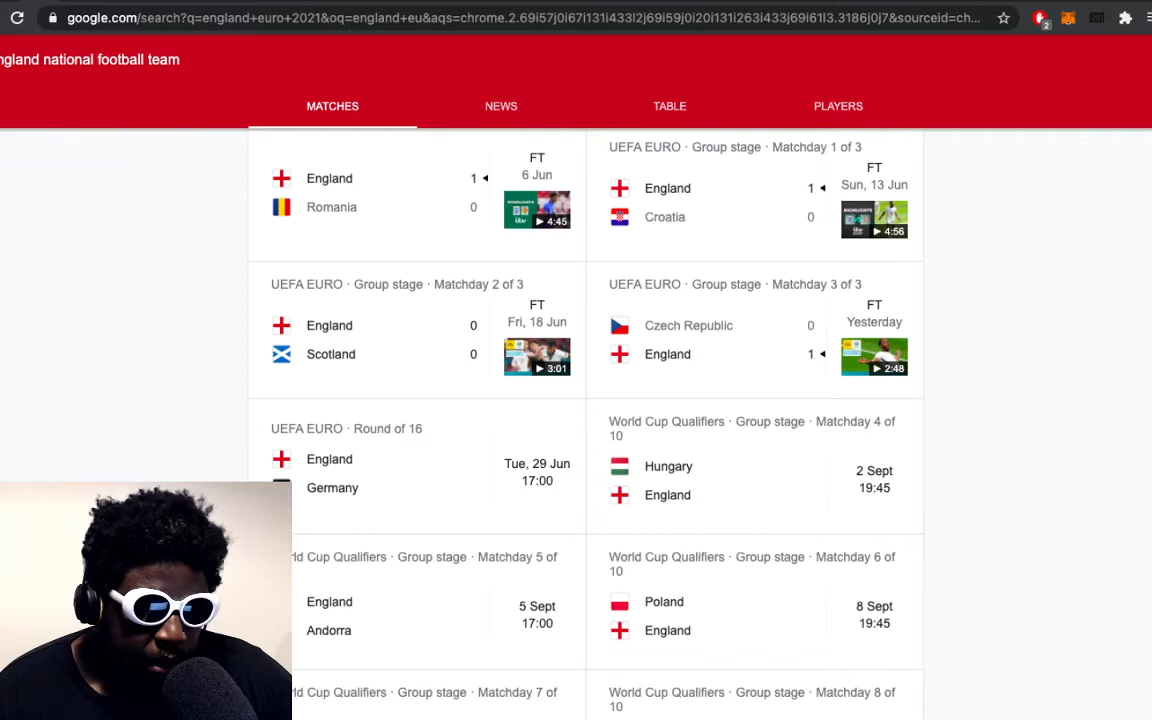 google.com/search?q=england+euro+2021&oq=england+eu&aqs=chrome.2.69i57j0i67i131i433l2j69i59j0i20i131i263i433j69i61l3.3186j0j7&sourceid=ch...
2
ngland national football team
MATCHES
NEWS
TABLE
PLAYERS
England 1
Romania 0
FT
6 Jun
4:45
UEFA EURO · Group stage · Matchday 1 of 3
England 1
Croatia 0
FT
Sun, 13 Jun
4:56
UEFA EURO · Group stage · Matchday 2 of 3
England 0
Scotland 0
FT
Fri, 18 Jun
3:01
UEFA EURO · Group stage · Matchday 3 of 3
Czech Republic 0
England 1
FT
Yesterday
2:48
UEFA EURO · Round of 16
England
Germany
Tue, 29 Jun
17:00
World Cup Qualifiers · Group stage · Matchday 4 of
10
Hungary
England
2 Sept
19:45
rld Cup Qualifiers · Group stage · Matchday 5 of
England
Andorra
5 Sept
17:00
World Cup Qualifiers · Group stage · Matchday 6 of
10
Poland
England
8 Sept
19:45
rld Cup Qualifiers · Group stage · Matchday 7 of
World Cup Qualifiers · Group stage · Matchday 8 of
10